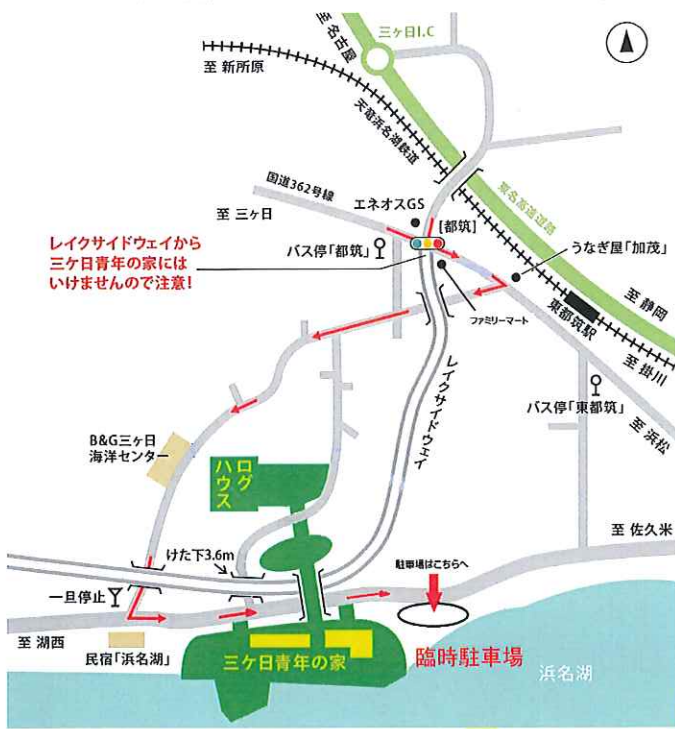 至 名古屋
三ケ日I.C
至 新所原
天竜浜名湖鉄道
国道362号線
エネオスGS
至 三ヶ日
[都筑]
東名高速道路
レイクサイドウェイから
三ケ日青年の家には
いけませんので注意!
バス停「都筑」
うなぎ屋「加茂」
ファミリーマート
東都筑駅
至 静岡
至 掛川
バス停「東都筑」
至 浜松
レイクサイドウェイ
B&G三ヶ日
海洋センター
ログ
ハウス
けた下3.6m
駐車場はこちらへ
至 佐久米
一旦停止
至 湖西
民宿「浜名湖」
三ケ日青年の家
臨時駐車場
浜名湖